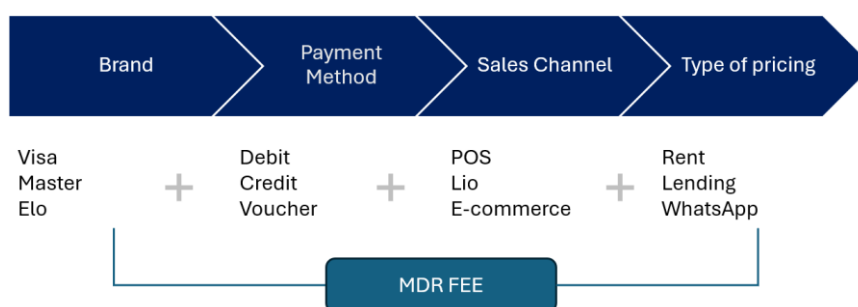 Brand
Payment
Method
Sales Channel
Type of pricing
Visa
Master
Elo
+
Debit
Credit
Voucher
+
POS
Lio
E-commerce
+
Rent
Lending
WhatsApp
MDR FEE